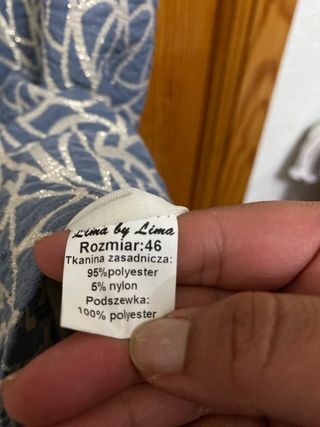 Lima by Lima
Rozmiar:46
Tkanina zasadnicza:
95%polyester
5% nylon
Podszewka:
100% polyester